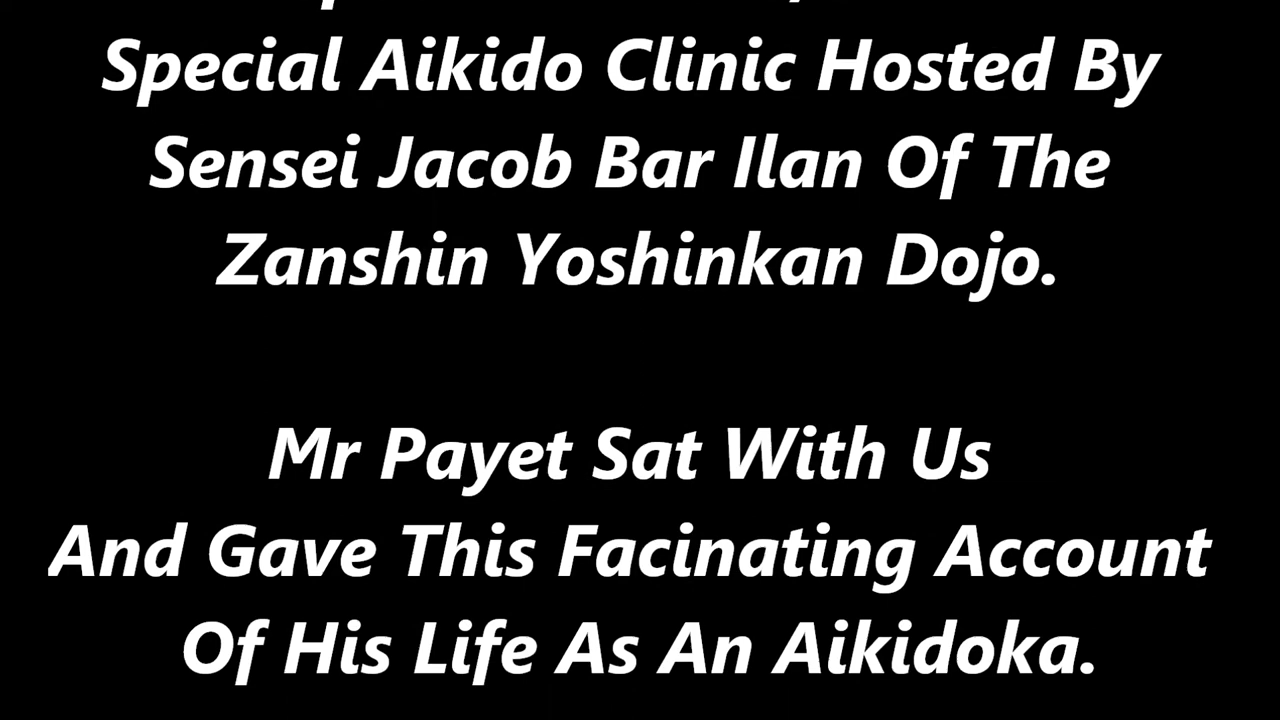 Special Aikido Clinic Hosted By
Sensei Jacob Bar Ilan Of The
Zanshin Yoshinkan Dojo.
Mr Payet Sat With Us
And Gave This Facinating Account
Of His Life As An Aikidoka.